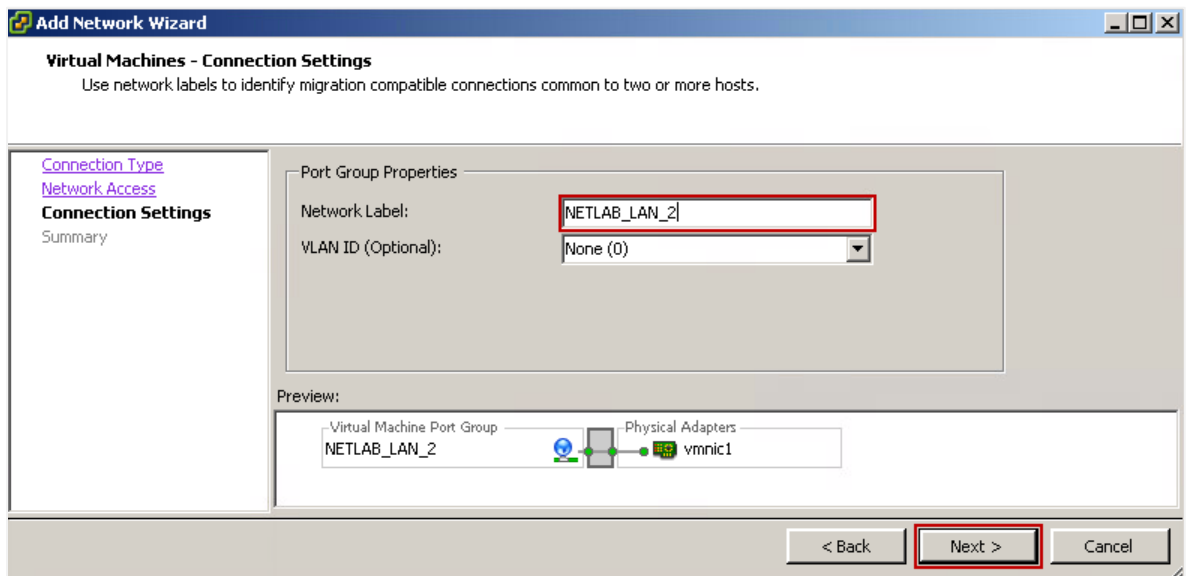 Add Network Wizard
Virtual Machines - Connection Settings
Use network labels to identify migration compatible connections common to two or more hosts.
Connection Type
Network Access
Connection Settings
Summary
Port Group Properties
Network Label:
NETLAB_LAN_2
VLAN ID (Optional):
None (0)
Preview:
Virtual Machine Port Group
NETLAB_LAN_2
Physical Adapters
vmnic1
< Back
Next >
Cancel